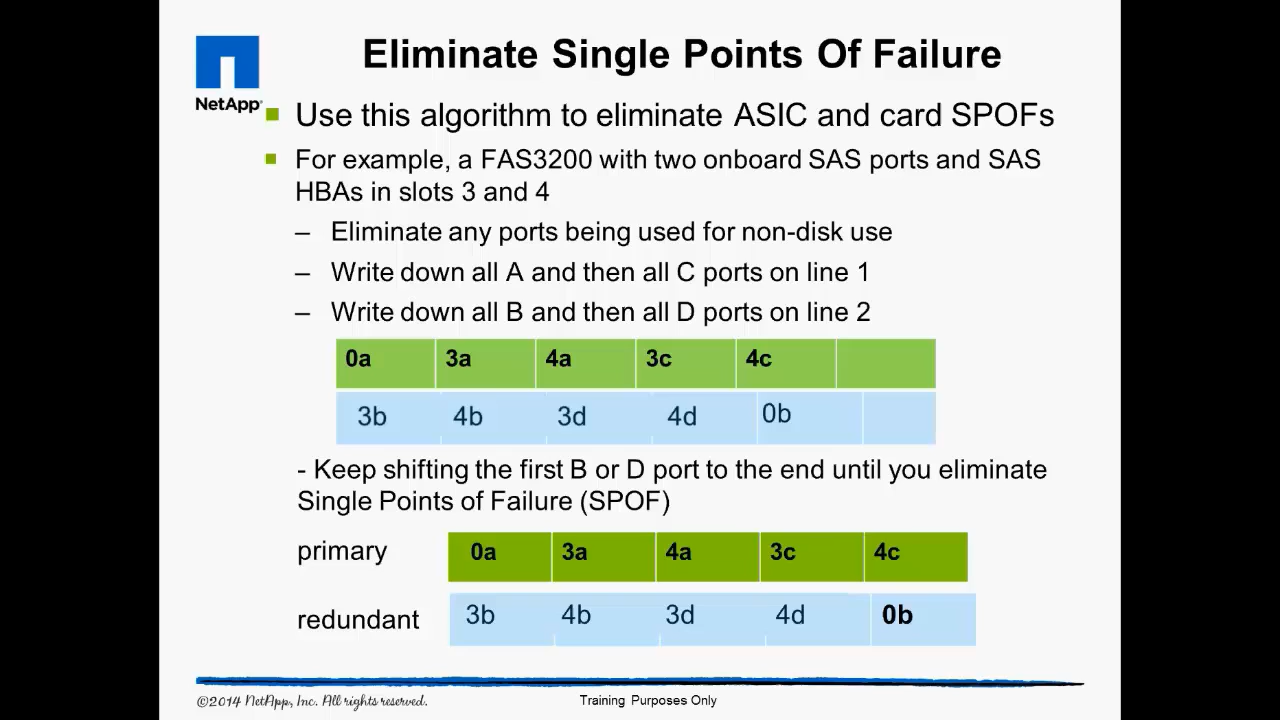 Eliminate Single Points Of Failure
NetApp
Use this algorithm to eliminate ASIC and card SPOFs
For example, a FAS3200 with two onboard SAS ports and SAS
HBAs in slots 3 and 4
– Eliminate any ports being used for non-disk use
– Write down all A and then all C ports on line 1
– Write down all B and then all D ports on line 2
0a 3a 4a 3c 4c
3b 4b 3d 4d 0b
- Keep shifting the first B or D port to the end until you eliminate
Single Points of Failure (SPOF)
primary 0a 3a 4a 3c 4c
redundant 3b 4b 3d 4d 0b
©2014 NetApp, Inc. All rights reserved. Training Purposes Only